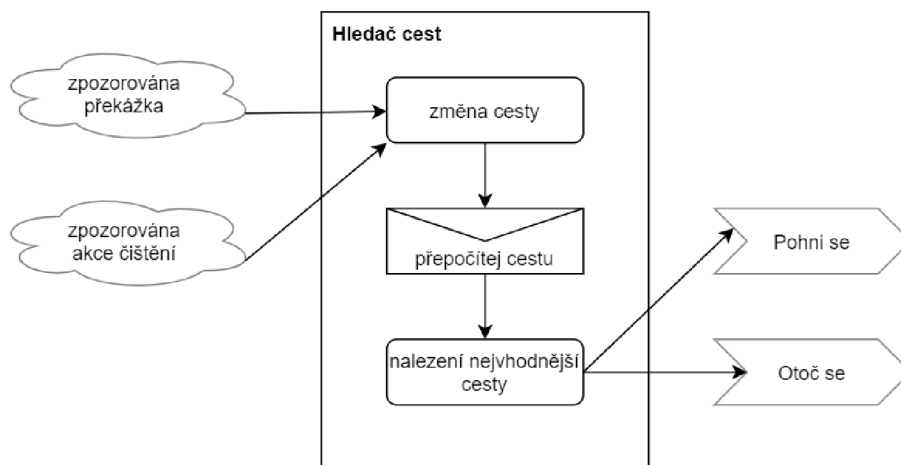 Hledač cest
zpozorována
překážka
změna cesty
zpozorována
akce čištění
přepočítej cestu
Pohni se
nalezení nejvhodnější
cesty
Otoč se